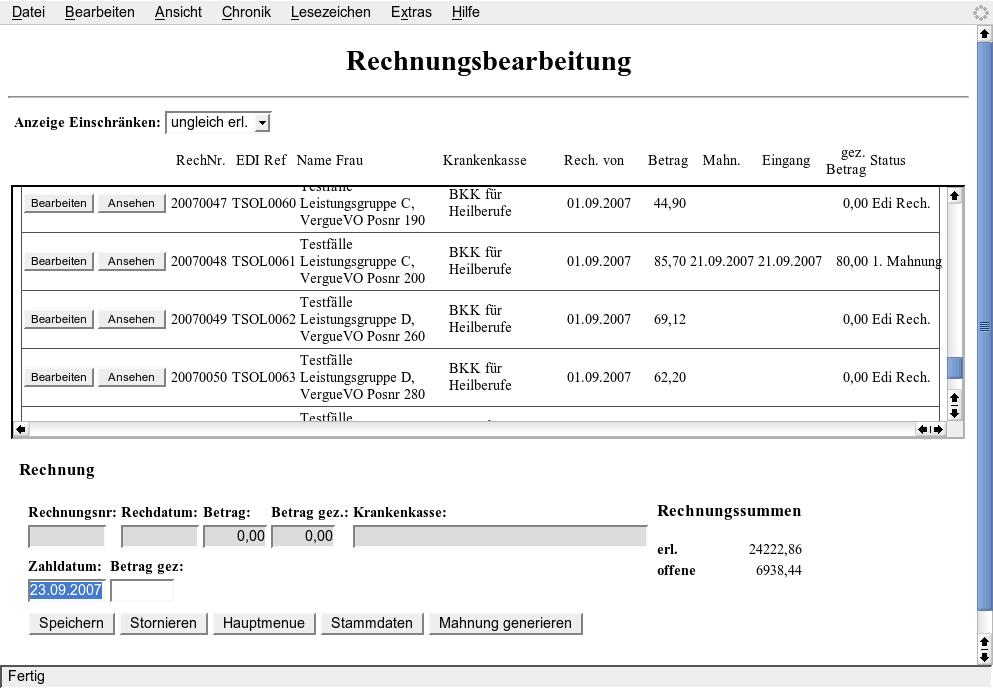 Datei Bearbeiten Ansicht Chronik Lesezeichen Extras Hilfe
Rechnungsbearbeitung
Anzeige Einschränken: ungleich erl.
RechNr. EDI Ref Name Frau Krankenkasse Rech. von Betrag Mahn. Eingang gez. Betrag Status
Testfälle
Bearbeiten Ansehen 20070047 TSOL0060 Leistungsgruppe C, BKK für Heilberufe 01.09.2007 44,90 0,00 Edi Rech.
VergueVO Posnr 190
Testfälle
Bearbeiten Ansehen 20070048 TSOL0061 Leistungsgruppe C, BKK für Heilberufe 01.09.2007 85,70 21.09.2007 21.09.2007 80,00 1. Mahnung
VergueVO Posnr 200
Testfälle
Bearbeiten Ansehen 20070049 TSOL0062 Leistungsgruppe D, BKK für Heilberufe 01.09.2007 69,12 0,00 Edi Rech.
VergueVO Posnr 260
Testfälle
Bearbeiten Ansehen 20070050 TSOL0063 Leistungsgruppe D, BKK für Heilberufe 01.09.2007 62,20 0,00 Edi Rech.
VergueVO Posnr 280
Testfälle
Rechnung
Rechnungsnr: Rechdatum: Betrag: Betrag gez.: Krankenkasse:
0,00 0,00
Zahldatum: Betrag gez:
23.09.2007
Rechnungssummen
erl. 24222,86
offene 6938,44
Speichern Stornieren Hauptmenue Stammdaten Mahnung generieren
Fertig